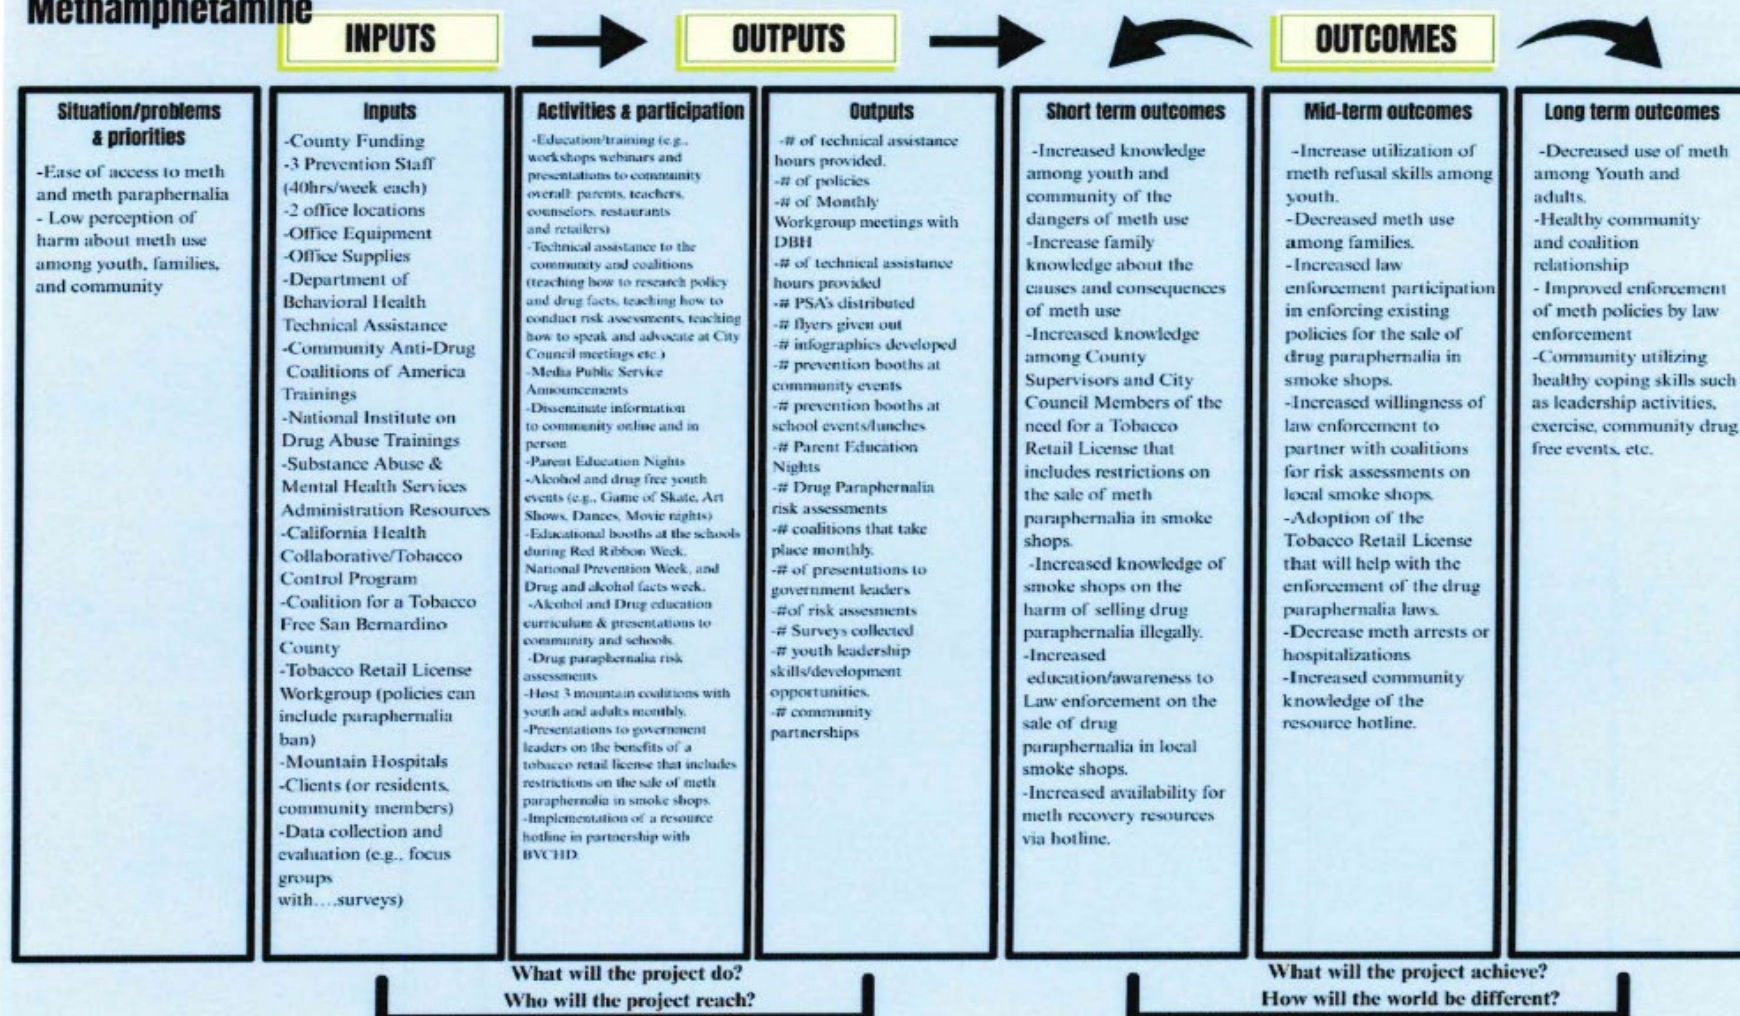 Methamphetamine
INPUTS
OUTPUTS
OUTCOMES
Situation/problems
& priorities
-Ease of access to meth
and meth paraphernalia
- Low perception of
harm about meth use
among youth, families,
and community
Inputs
-County Funding
-3 Prevention Staff
(40hrs/week each)
-2 office locations
-Office Equipment
-Office Supplies
-Department of
Behavioral Health
Technical Assistance
-Community Anti-Drug
Coalitions of America
Trainings
-National Institute on
Drug Abuse Trainings
-Substance Abuse &
Mental Health Services
Administration Resources
-California Health
Collaborative/Tobacco
Control Program
-Coalition for a Tobacco
Free San Bernardino
County
-Tobacco Retail License
Workgroup (policies can
include paraphernalia
ban)
-Mountain Hospitals
-Clients (or residents,
community members)
-Data collection and
evaluation (e.g., focus
groups
with....surveys)
Activities & participation
-Education/training (e.g.,
workshops webinars and
presentations to community
overall: parents, teachers,
counselors, restaurants
and retailers)
-Technical assistance to the
community and coalitions
(teaching how to research policy
and drug facts, teaching how to
conduct risk assessments, teaching
how to speak and advocate at City
Council meetings etc.)
-Media Public Service
Announcements
-Disseminate information
to community online and in
person
-Parent Education Nights
-Alcohol and drug free youth
events (e.g., Game of Skate, Art
Shows, Dances, Movie nights)
-Educational booths at the schools
during Red Ribbon Week,
National Prevention Week, and
Drug and alcohol facts week.
-Alcohol and Drug education
curriculum & presentations to
community and schools.
-Drug paraphernalia risk
assessments
-Host 3 mountain coalitions with
youth and adults monthly.
-Presentations to government
leaders on the benefits of a
tobacco retail license that includes
restrictions on the sale of meth
paraphernalia in smoke shops.
-Implementation of a resource
hotline in partnership with
BVCHD
Outputs
-# of technical assistance
hours provided.
-# of policies
-# of Monthly
Workgroup meetings with
DBH
-# of technical assistance
hours provided
-# PSA's distributed
-# flyers given out
-# infographics developed
-# prevention booths at
community events
-# prevention booths at
school events/lunches
-# Parent Education
Nights
-# Drug Paraphernalia
risk assessments
-# coalitions that take
place monthly.
-# of presentations to
government leaders
-#of risk assesments
-# Surveys collected
-# youth leadership
skills/development
opportunities.
-# community
partnerships
Short term outcomes
-Increased knowledge
among youth and
community of the
dangers of meth use
-Increase family
knowledge about the
causes and consequences
of meth use
-Increased knowledge
among County
Supervisors and City
Council Members of the
need for a Tobacco
Retail License that
includes restrictions on
the sale of meth
paraphernalia in smoke
shops.
-Increased knowledge of
smoke shops on the
harm of selling drug
paraphernalia illegally.
-Increased
education/awareness to
Law enforcement on the
sale of drug
paraphernalia in local
smoke shops.
-Increased availability for
meth recovery resources
via hotline.
Mid-term outcomes
-Increase utilization of
meth refusal skills among
youth.
-Decreased meth use
among families.
-Increased law
enforcement participation
in enforcing existing
policies for the sale of
drug paraphernalia in
smoke shops.
-Increased willingness of
law enforcement to
partner with coalitions
for risk assessments on
local smoke shops.
-Adoption of the
Tobacco Retail License
that will help with the
enforcement of the drug
paraphernalia laws.
-Decrease meth arrests or
hospitalizations
-Increased community
knowledge of the
resource hotline.
Long term outcomes
-Decreased use of meth
among Youth and
adults.
-Healthy community
and coalition
relationship
- Improved enforcement
of meth policies by law
enforcement
-Community utilizing
healthy coping skills such
as leadership activities,
exercise, community drug
free events, etc.
What will the project do?
Who will the project reach?
What will the project achieve?
How will the world be different?